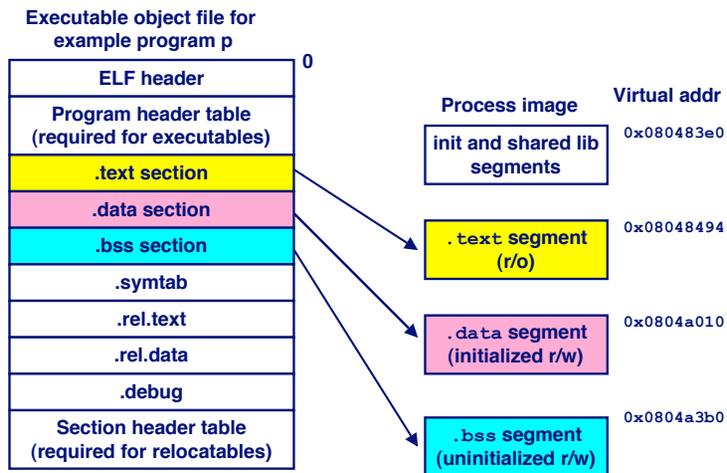 Executable object file for
example program p
0
ELF header
Program header table
(required for executables)
.text section
.data section
.bss section
.symtab
.rel.text
.rel.data
.debug
Section header table
(required for relocatables)
Process image
Virtual addr
init and shared lib
segments
0x080483e0
.text segment
(r/o)
0x08048494
.data segment
(initialized r/w)
0x0804a010
.bss segment
(uninitialized r/w)
0x0804a3b0